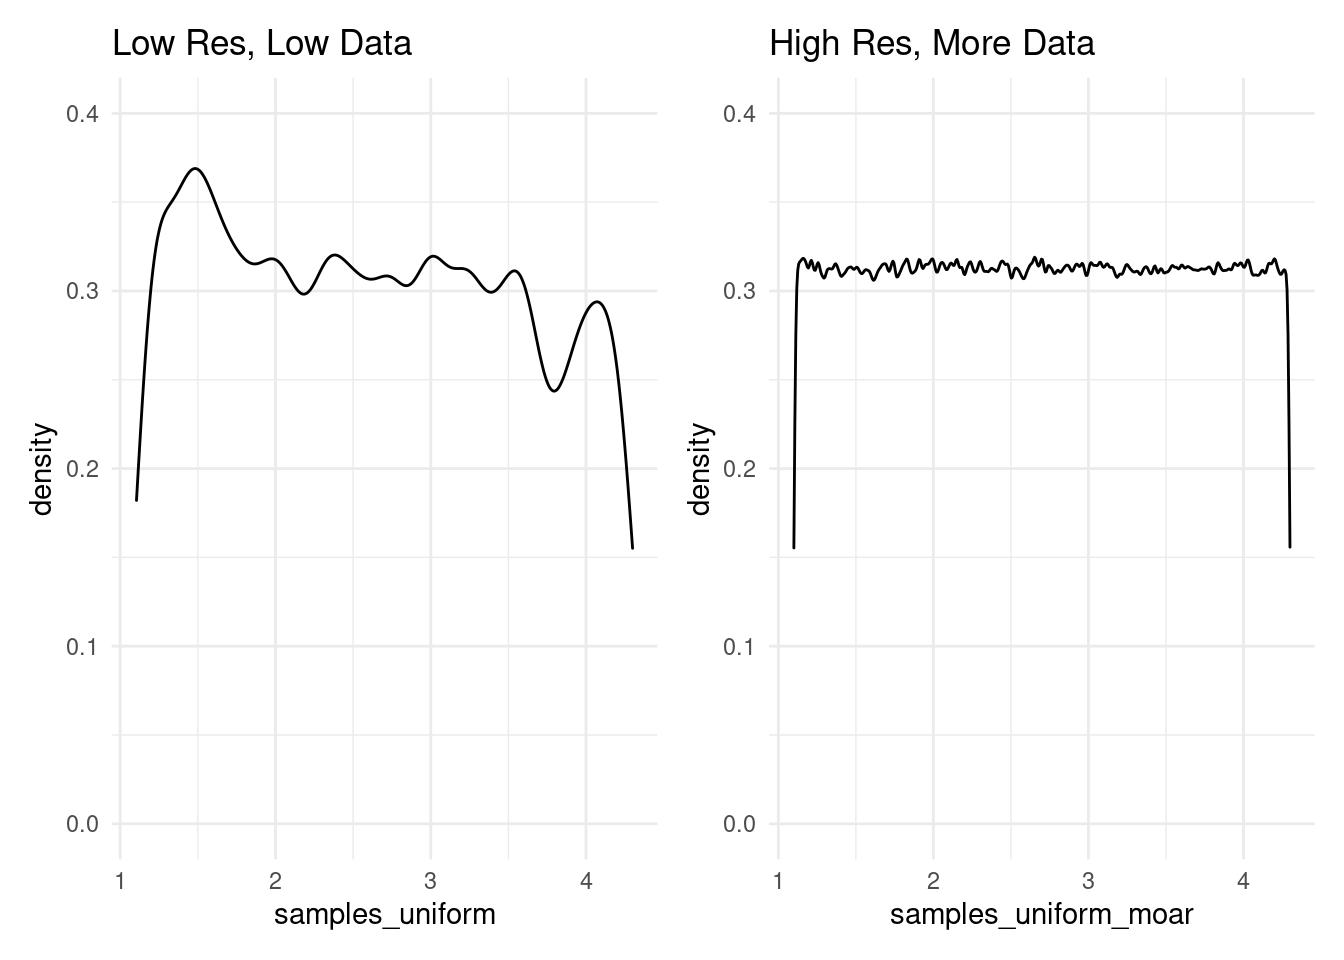 Low Res, Low Data
density
0.4
0.3
0.2
0.1
0.0
1 2 3 4
samples_uniform
High Res, More Data
density
0.4
0.3
0.2
0.1
0.0
1 2 3 4
samples_uniform_moar